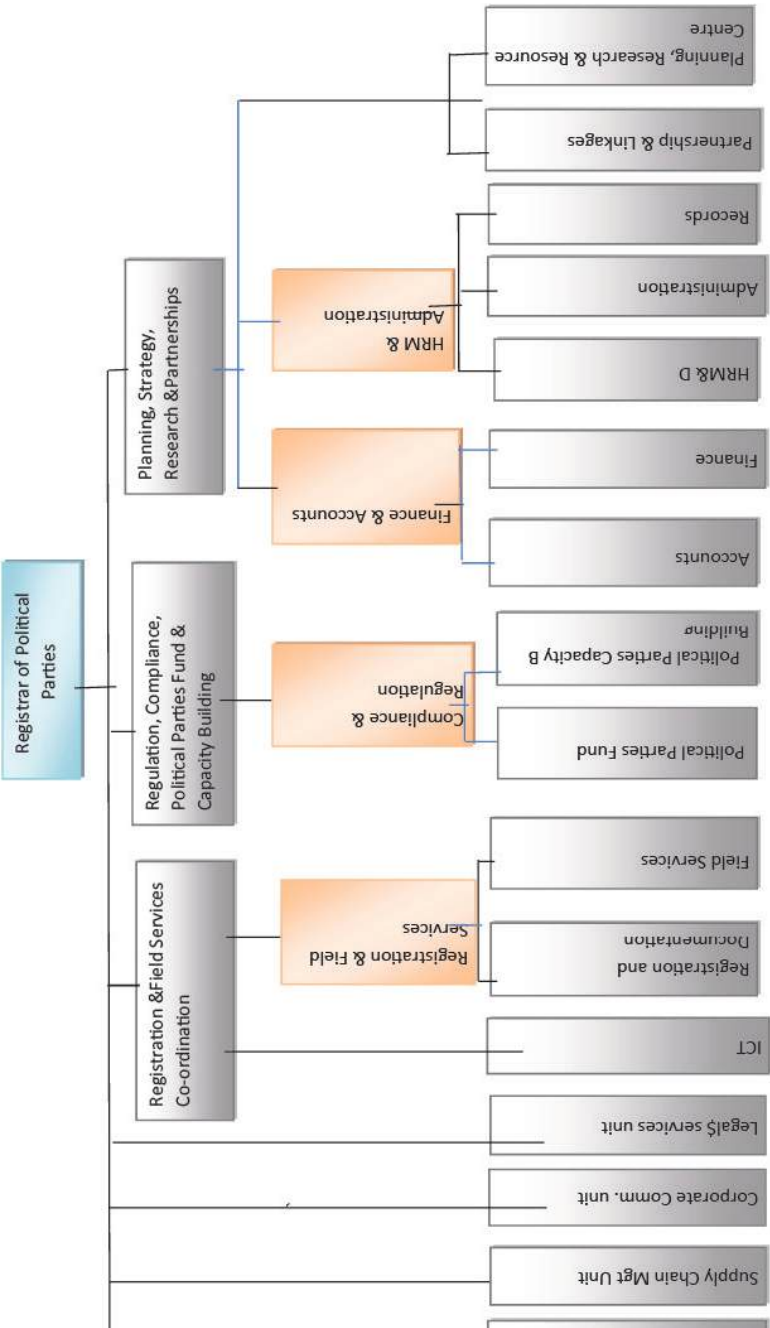 Registrar of Political
Parties
Planning, Strategy,
Research &Partnerships
Regulation, Compliance,
Political Parties Fund &
Capacity Building
Registration &Field Services
Co-ordination
HRM &
Administration
Finance & Accounts
Compliance &
Regulation
Registration & Field
Services
Planning, Research & Resource
Centre
Partnership & Linkages
Records
Administration
HRM& D
Finance
Accounts
Political Parties Capacity B
Building
Political Parties Fund
Field Services
Registration and
Documentation
ICT
Legal$ services unit
Corporate Comm. unit
Supply Chain Mgt Unit